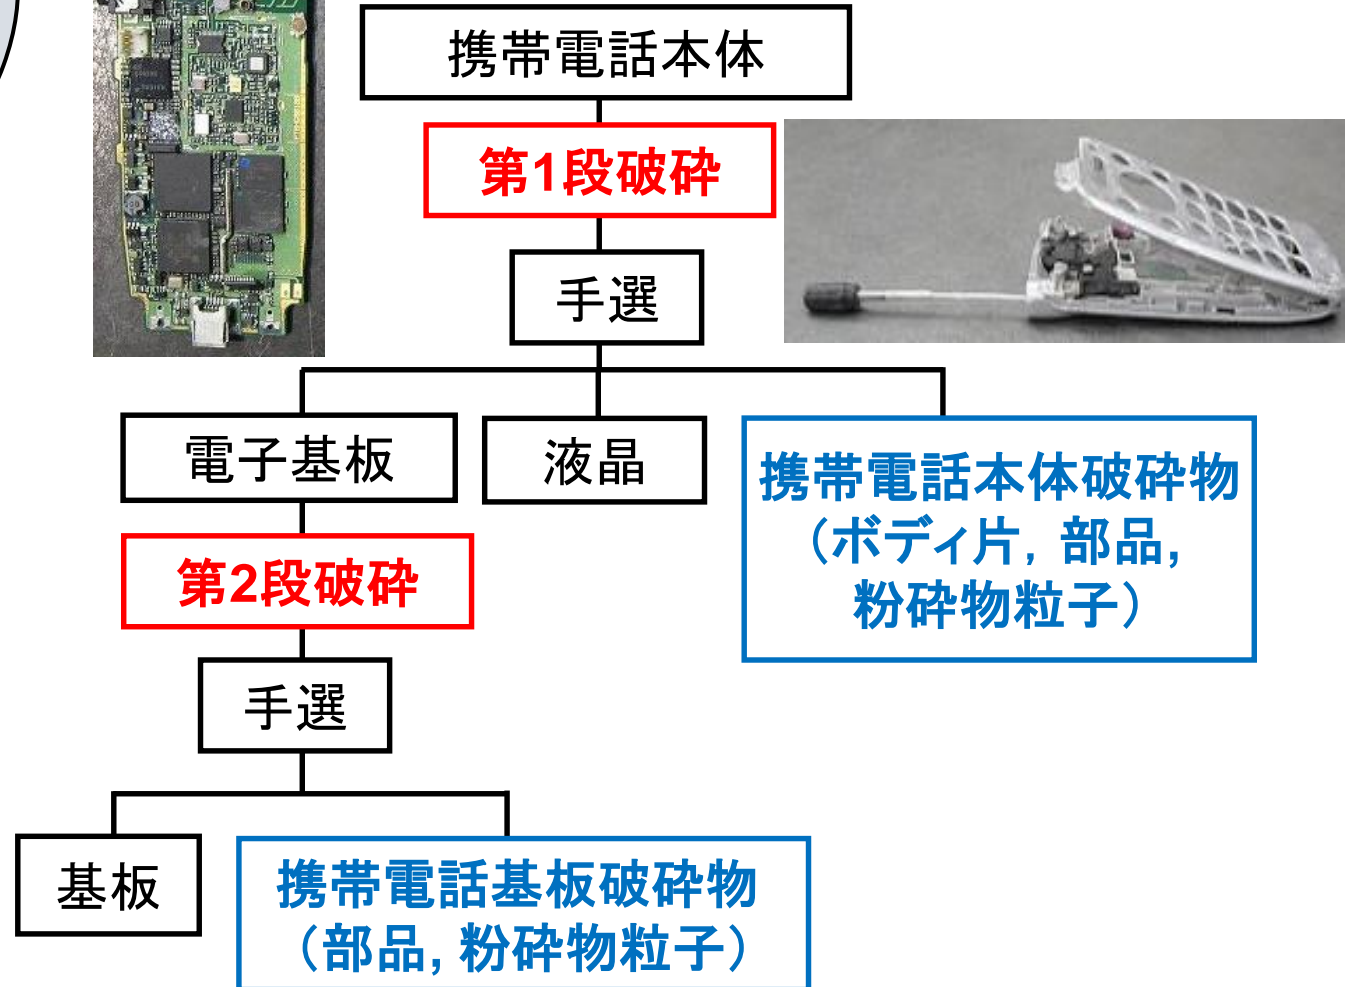 携帯電話本体
第1段破砕
手選
電子基板
液晶
携帯電話本体破砕物
（ボディ片，部品，
粉砕物粒子）
第2段破砕
手選
基板
携帯電話基板破砕物
（部品，粉砕物粒子）